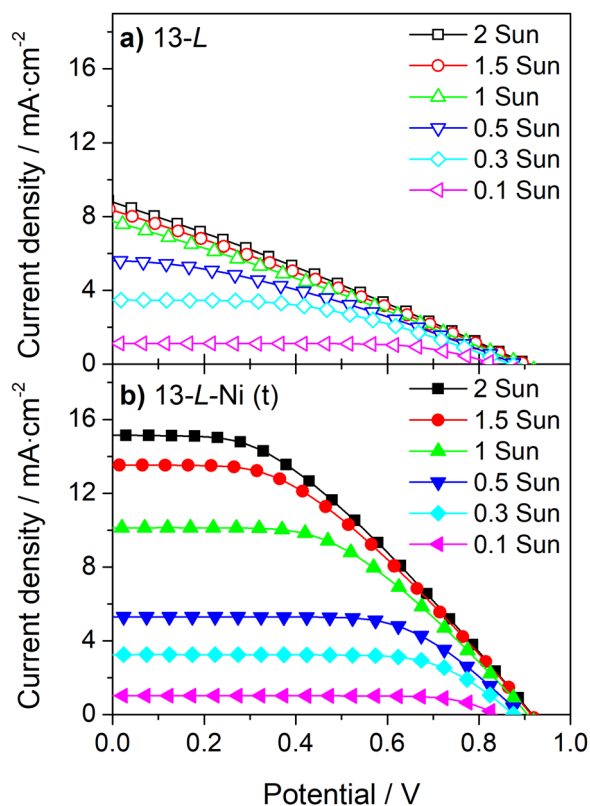 a) 13-L
2 Sun
1.5 Sun
1 Sun
0.5 Sun
0.3 Sun
0.1 Sun
16
12
8
4
0
Current density / mA·cm⁻²
b) 13-L-Ni (t)
2 Sun
1.5 Sun
1 Sun
0.5 Sun
0.3 Sun
0.1 Sun
16
12
8
4
0
Current density / mA·cm⁻²
0.0 0.2 0.4 0.6 0.8 1.0
Potential / V